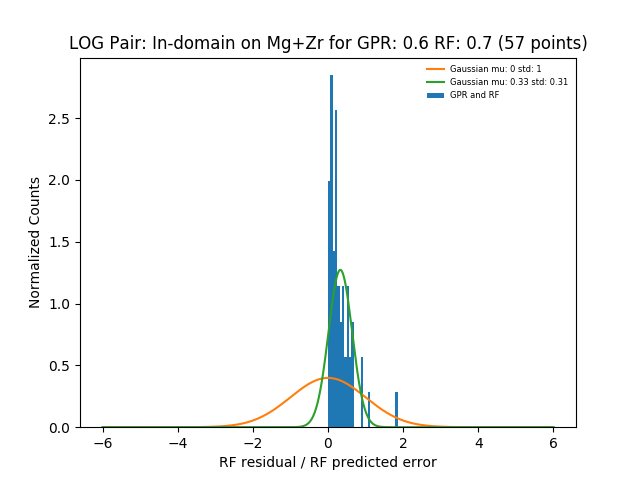 LOG Pair: In-domain on Mg+Zr for GPR: 0.6 RF: 0.7 (57 points)
Gaussian mu: 0 std: 1
Gaussian mu: 0.33 std: 0.31
GPR and RF
Normalized Counts
2.5
2.0
1.5
1.0
0.5
0.0
−6 −4 −2 0 2 4 6
RF residual / RF predicted error